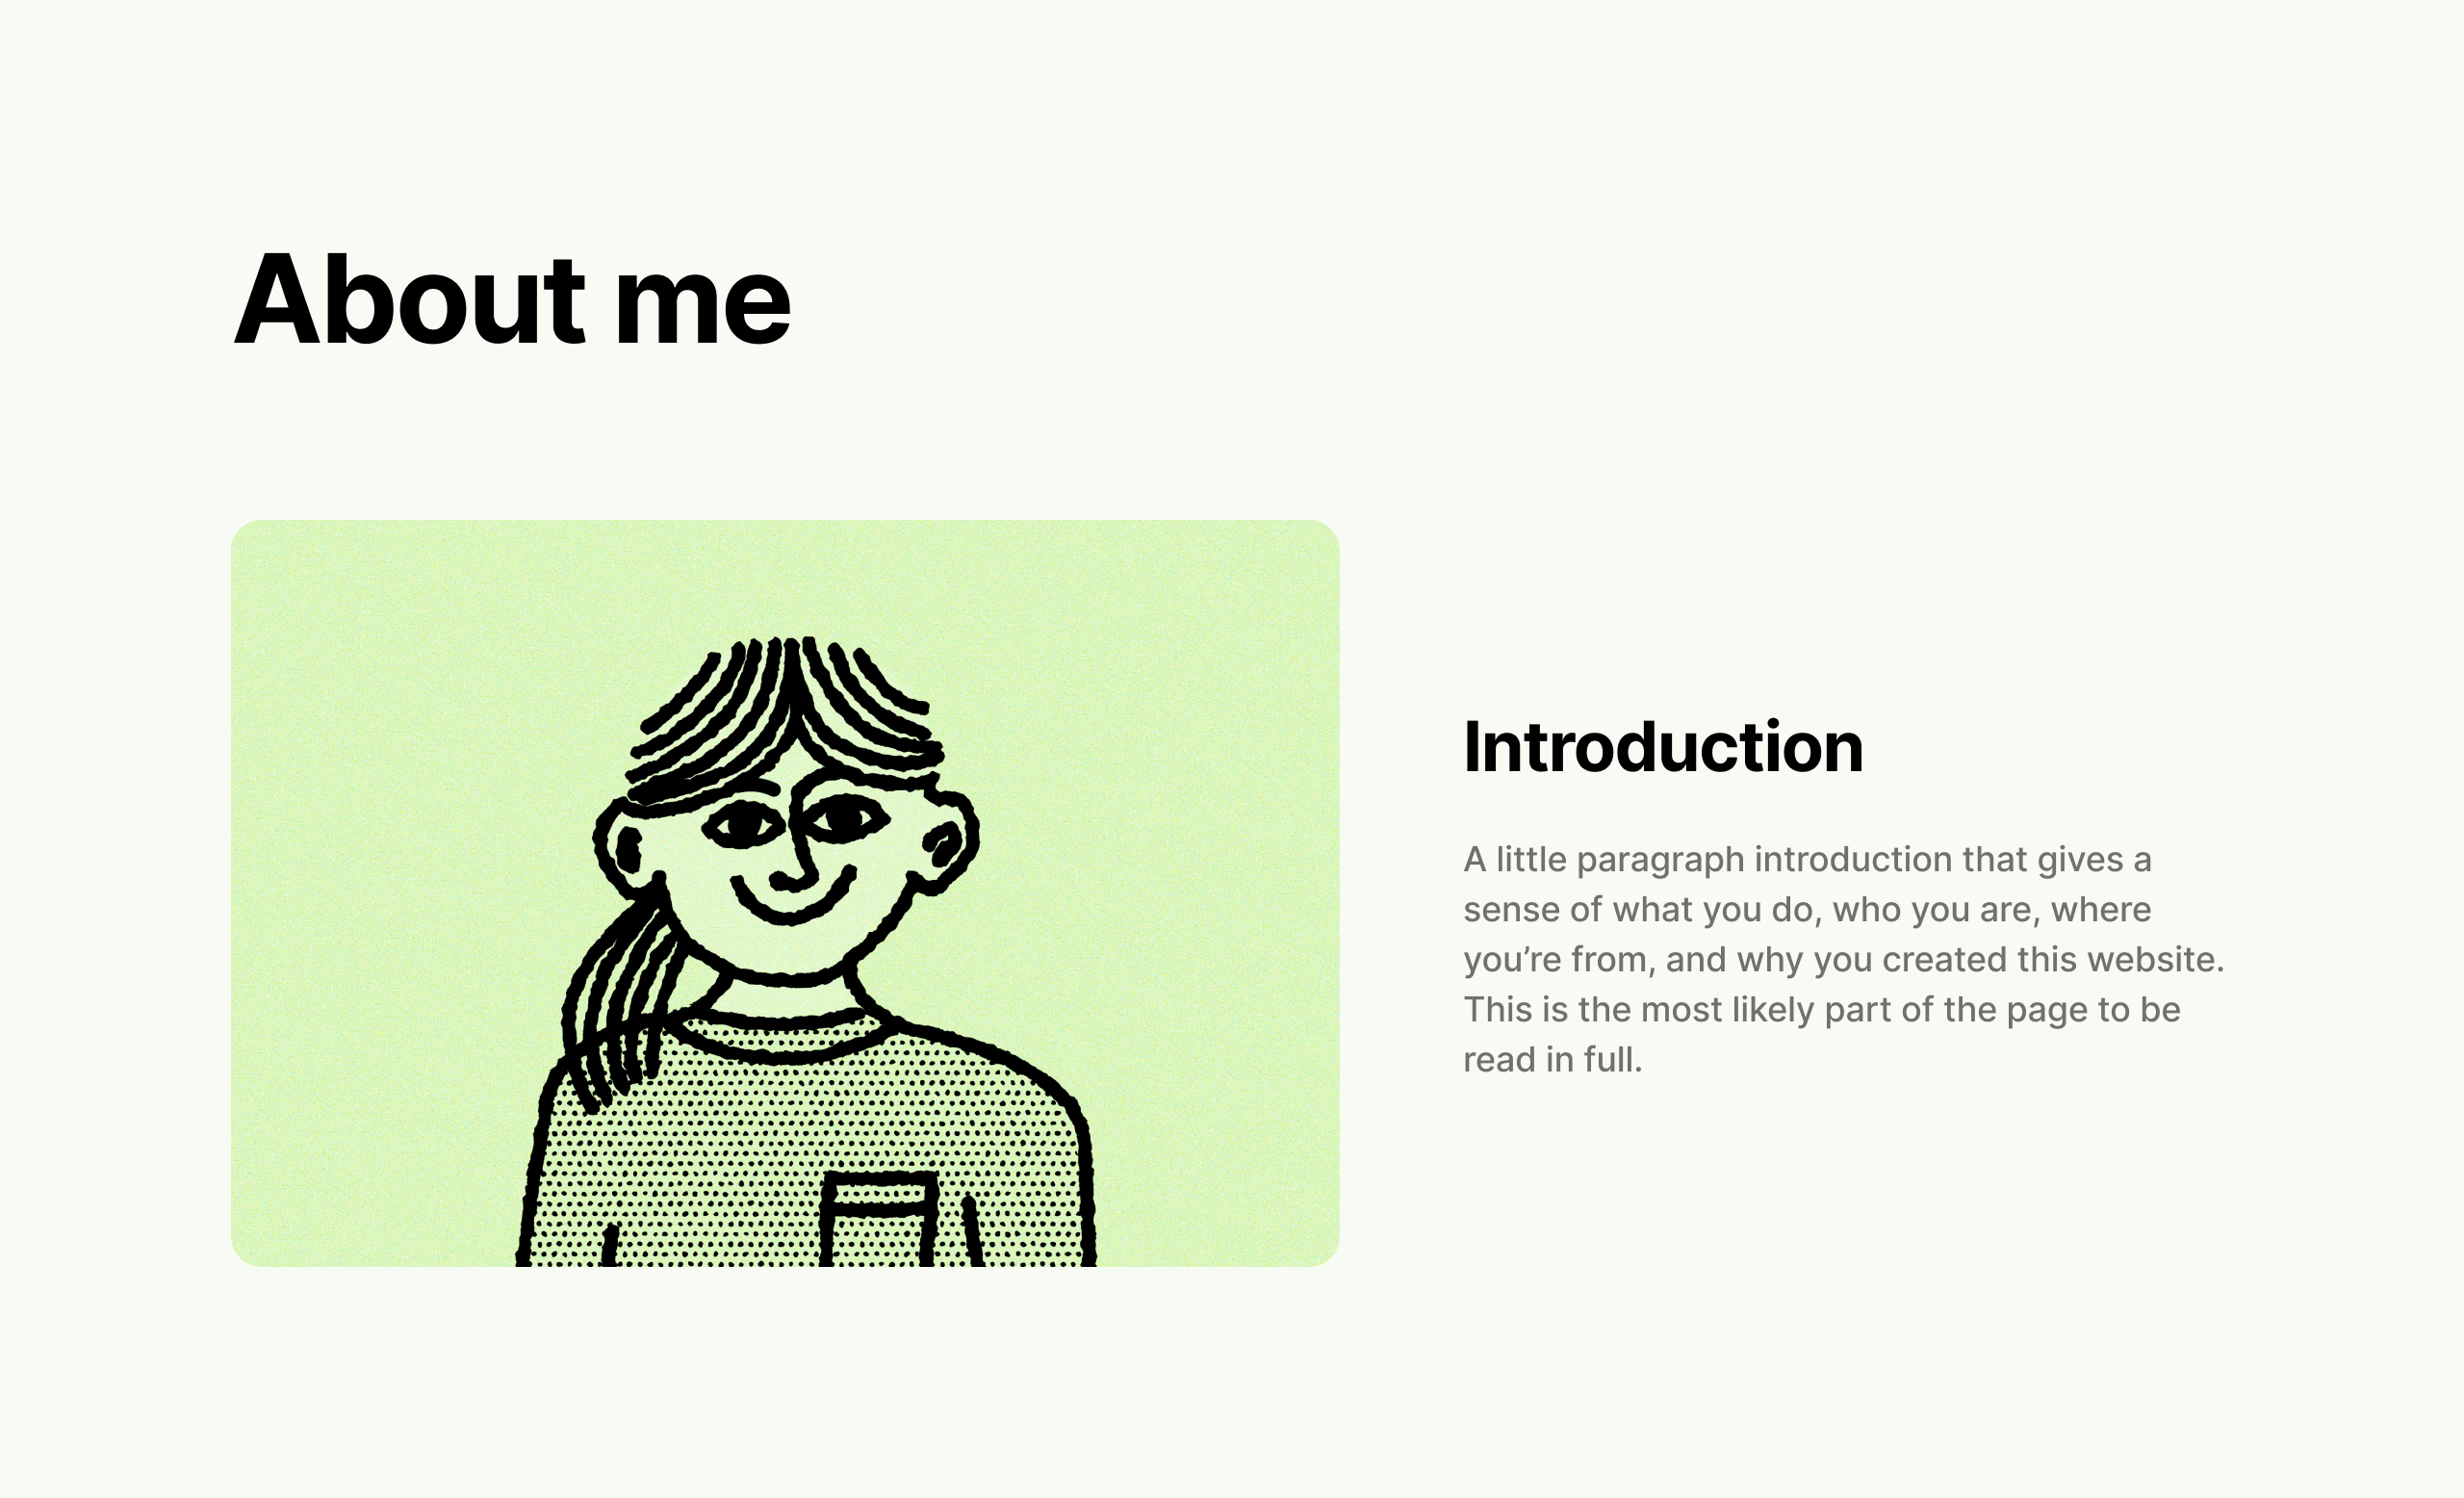 About me
Introduction
A little paragraph introduction that gives a
sense of what you do, who you are, where
you’re from, and why you created this website.
This is the most likely part of the page to be
read in full.